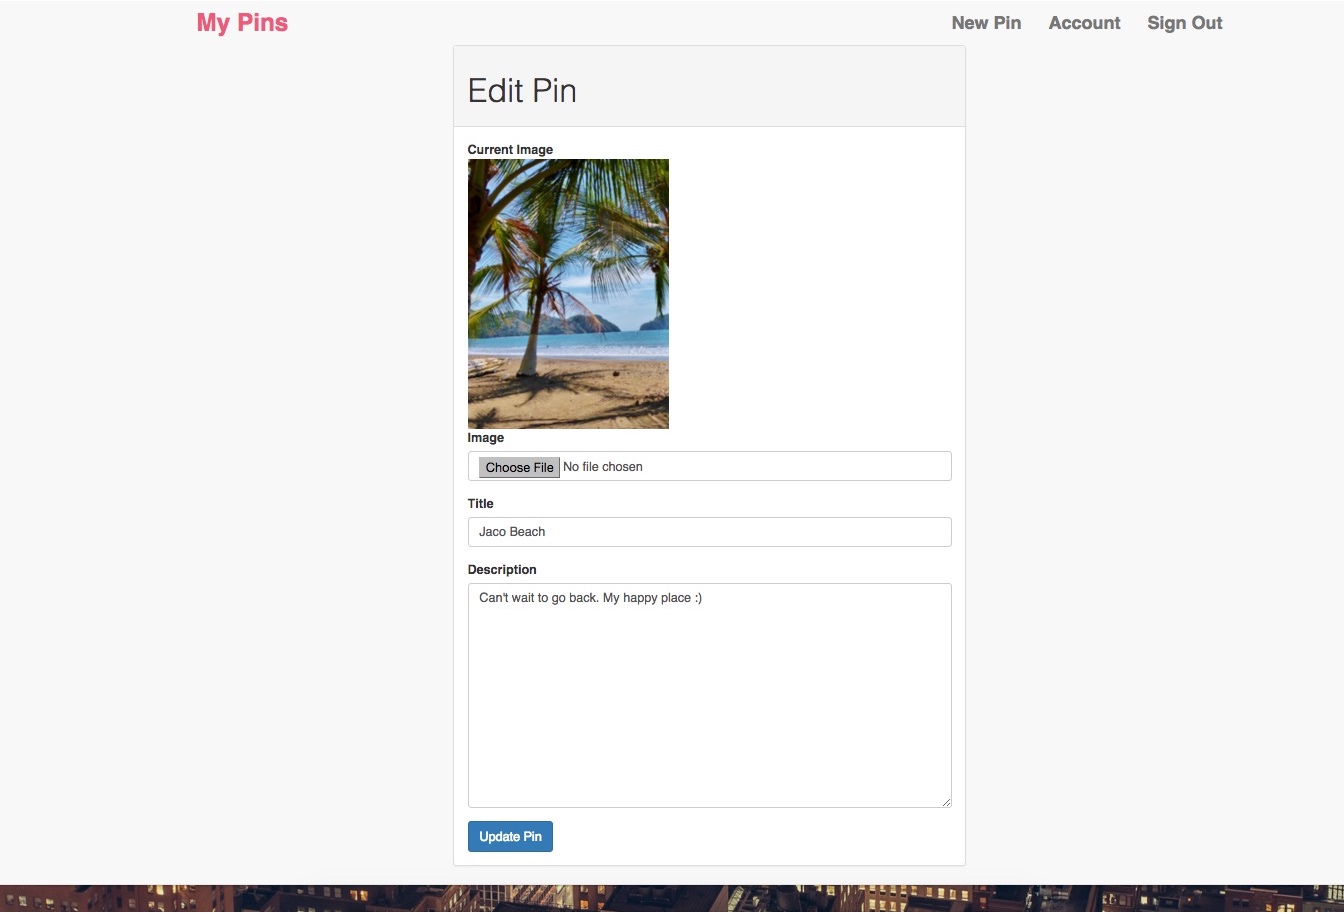 My Pins
New Pin Account Sign Out
Edit Pin
Current Image
Image
Choose File No file chosen
Title
Jaco Beach
Description
Can't wait to go back. My happy place :)
Update Pin